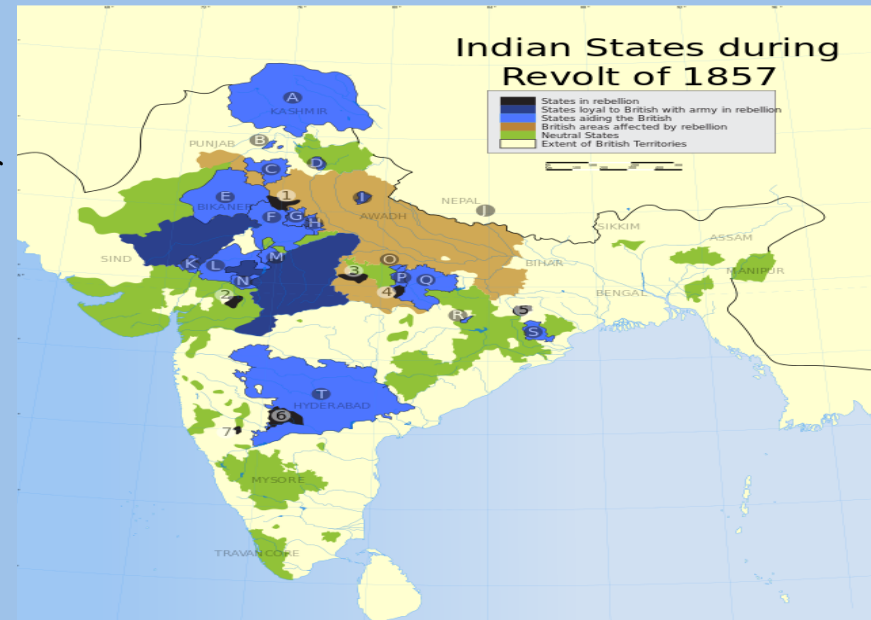 Indian States during
Revolt of 1857
States in rebellion
States loyal to British with army in rebellion
States aiding the British
British areas affected by rebellion
Neutral States
Extent of British Territories
A
KASHMIR
B
PUNJAB
C
D
E
1
I
BIKANER
F
G
H
AWADH
NEPAL
J
SIKKIM
ASSAM
SIND
K
L
M
O
BIHAR
MANIPUR
N
3
P
Q
2
4
BENGAL
R
5
S
T
HYDERABAD
6
7
MYSORE
TRAVANCORE